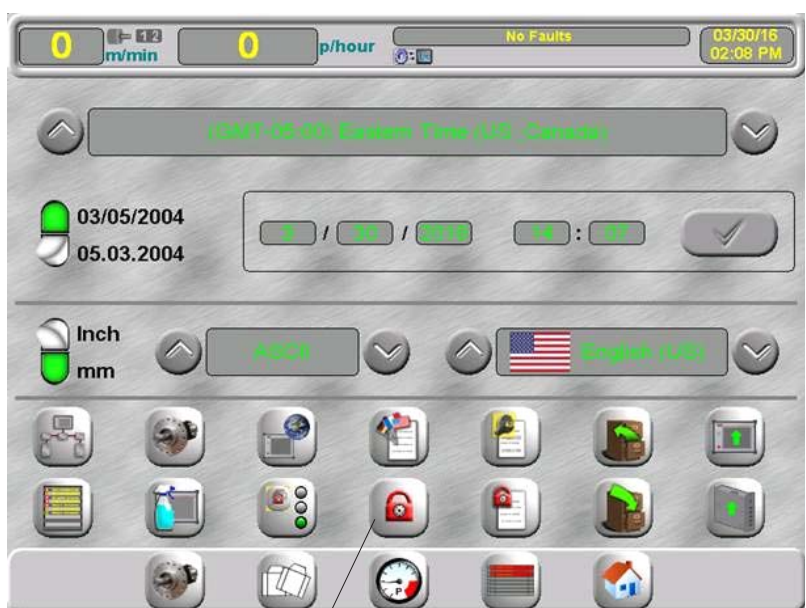 0 12 m/min 0 p/hour No Faults 03/30/16
02:08 PM
(GMT-05:00) Eastern Time (US, Canada)
03/05/2004
05.03.2004
3 / 30 / 2016 14 : 07
Inch
mm
ASCII
English (US)
P